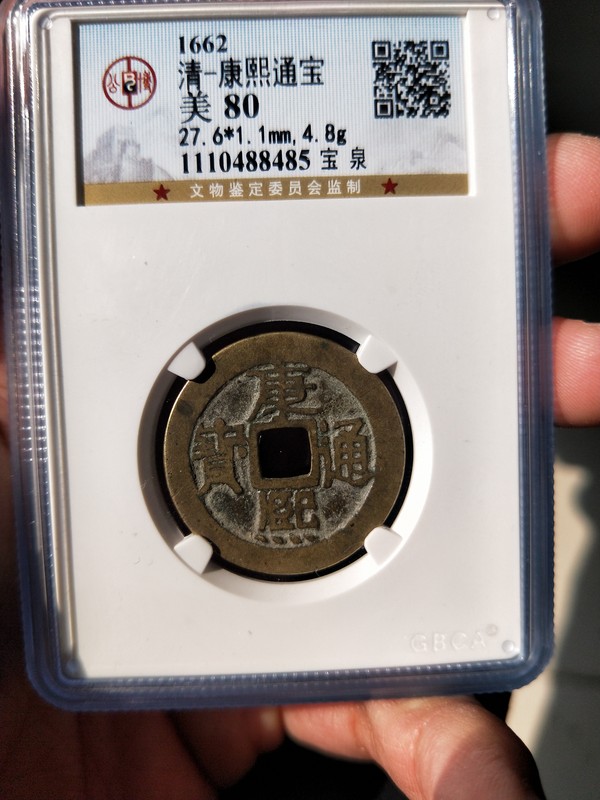 1662
清-康熙通宝
美 80
27.6*1.1mm,4.8g
1110488485 宝 泉
★ 文物鉴定委员会监制 ★
康
寶 通
熙
GBCA